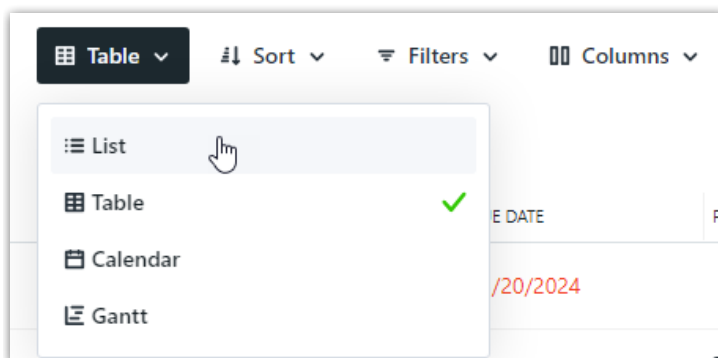 Table Sort Filters Columns
List
Table
E DATE
Calendar
/20/2024
Gantt